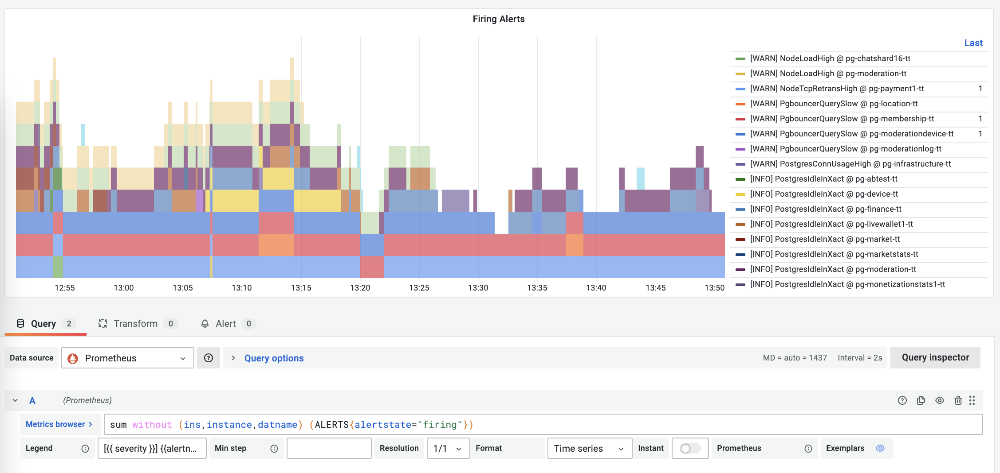 Firing Alerts
Last
[WARN] NodeLoadHigh @ pg-chatshard16-tt
[WARN] NodeLoadHigh @ pg-moderation-tt
[WARN] NodeTcpRetransHigh @ pg-payment1-tt 1
[WARN] PgbouncerQuerySlow @ pg-location-tt
[WARN] PgbouncerQuerySlow @ pg-membership-tt 1
[WARN] PgbouncerQuerySlow @ pg-moderationdevice-tt 1
[WARN] PgbouncerQuerySlow @ pg-moderationlog-tt
[WARN] PostgresConnUsageHigh @ pg-infrastructure-tt
[INFO] PostgresIdleInXact @ pg-abtest-tt
[INFO] PostgresIdleInXact @ pg-device-tt
[INFO] PostgresIdleInXact @ pg-finance-tt
[INFO] PostgresIdleInXact @ pg-livewallet1-tt
[INFO] PostgresIdleInXact @ pg-market-tt
[INFO] PostgresIdleInXact @ pg-marketstats-tt
[INFO] PostgresIdleInXact @ pg-moderation-tt
[INFO] PostgresIdleInXact @ pg-monetizationstats1-tt
12:55 13:00 13:05 13:10 13:15 13:20 13:25 13:30 13:35 13:40 13:45 13:50
Query 2 Transform 0 Alert 0
Data source Prometheus Query options MD = auto = 1437 Interval = 2s Query inspector
A (Prometheus)
Metrics browser > sum without (ins,instance,datname) (ALERTS{alertstate="firing"})
Legend [{{ severity }}] {{alertn... Min step Resolution 1/1 Format Time series Instant Prometheus Exemplars